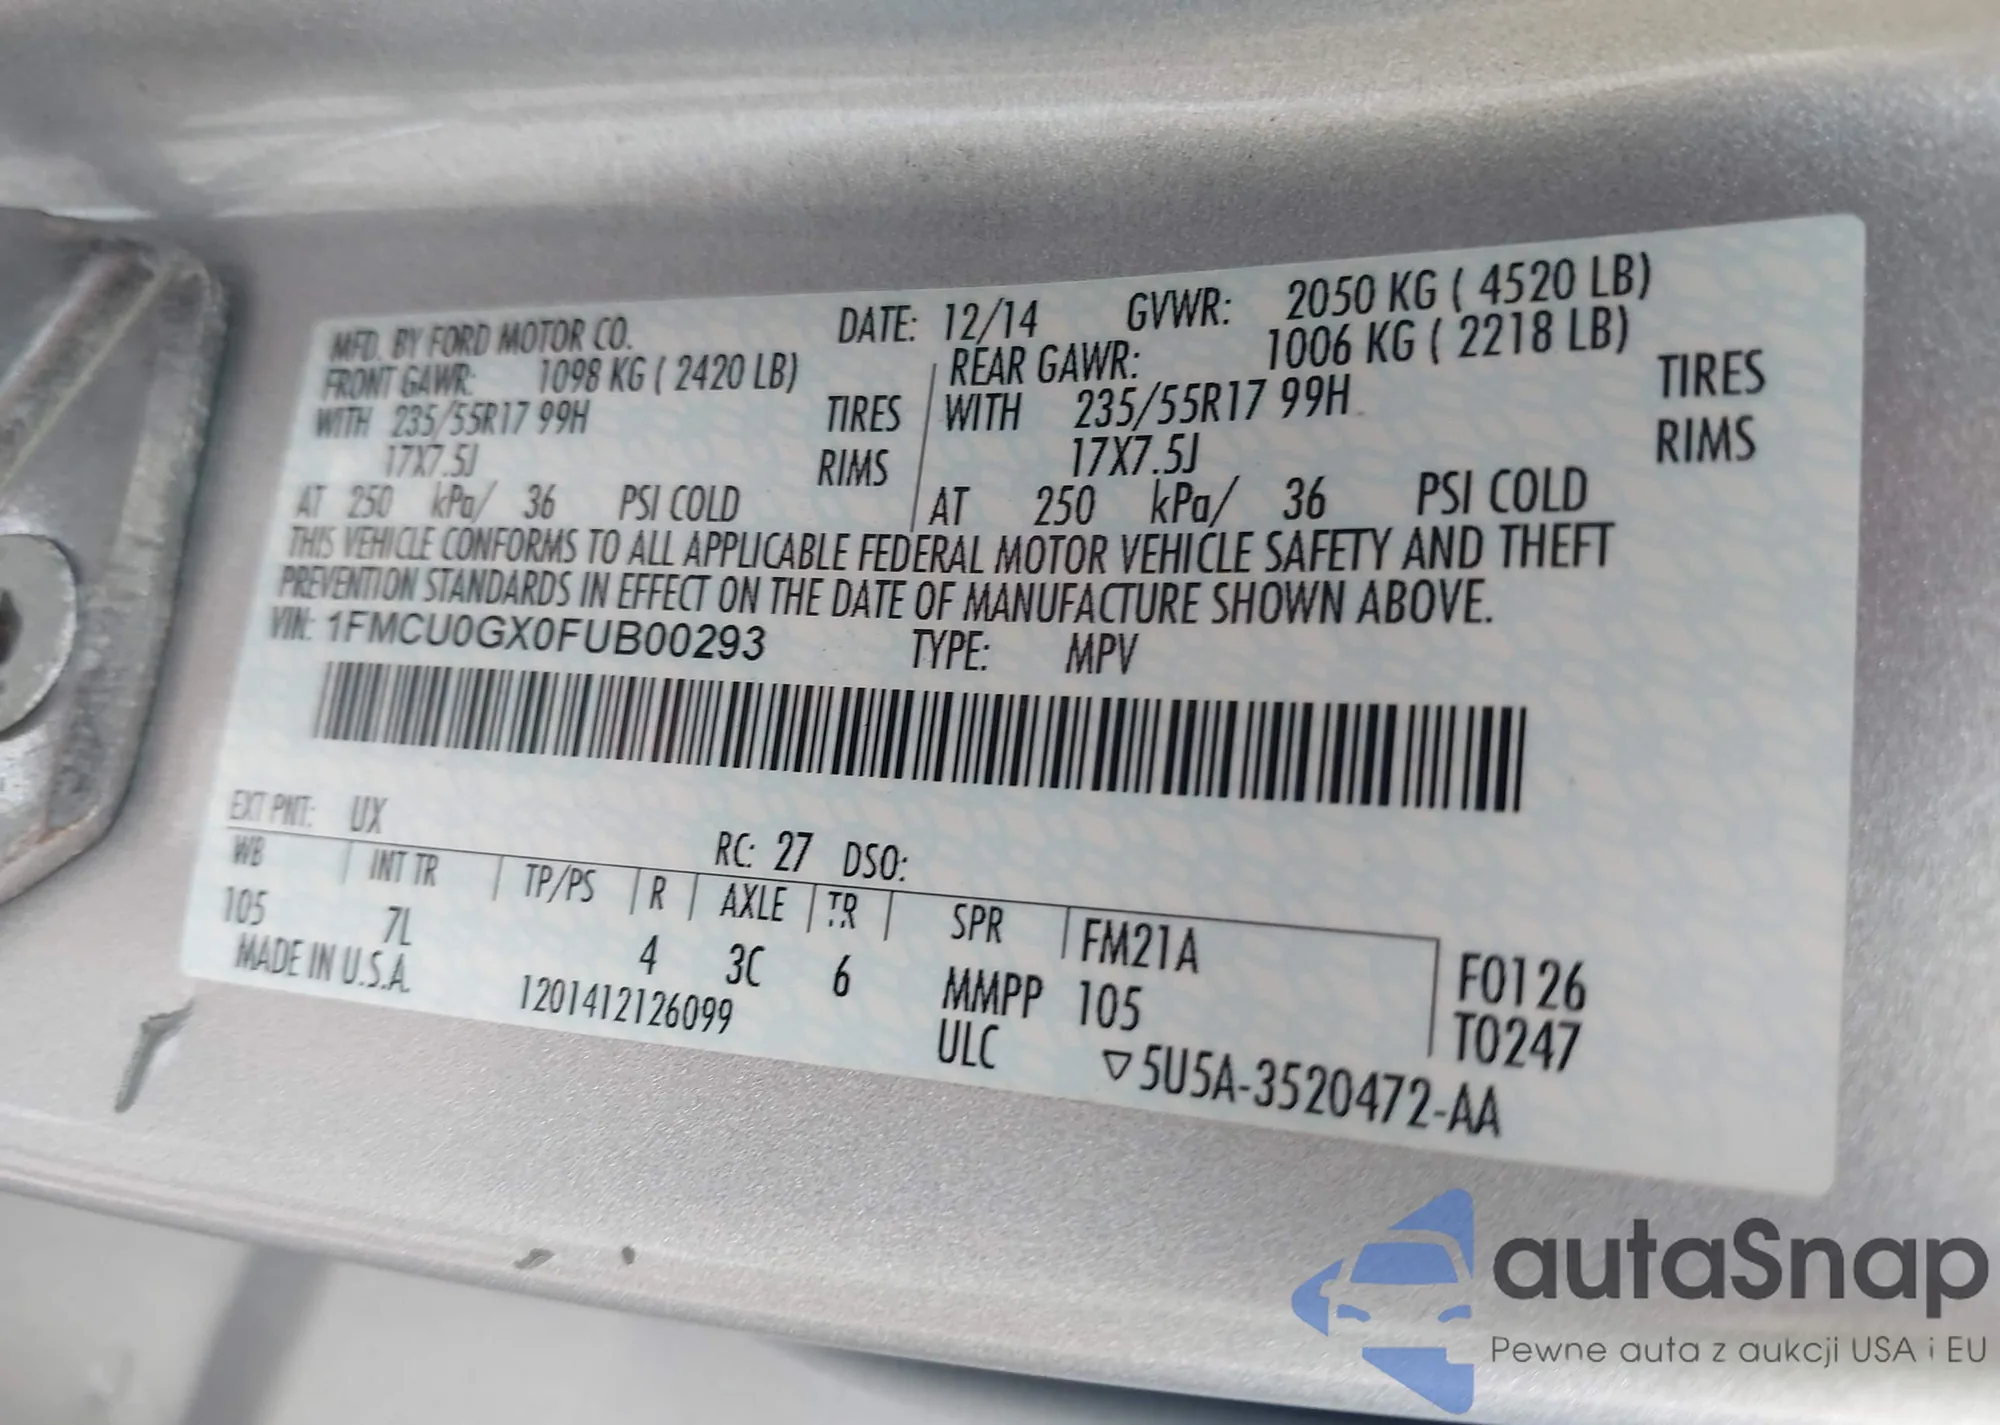 MFD. BY FORD MOTOR CO. DATE: 12/14 GVWR: 2050 KG ( 4520 LB)
FRONT GAWR: 1098 KG ( 2420 LB) REAR GAWR: 1006 KG ( 2218 LB)
WITH 235/55R17 99H TIRES WITH 235/55R17 99H TIRES
17X7.5J RIMS 17X7.5J RIMS
AT 250 kPa/ 36 PSI COLD AT 250 kPa/ 36 PSI COLD
THIS VEHICLE CONFORMS TO ALL APPLICABLE FEDERAL MOTOR VEHICLE SAFETY AND THEFT
PREVENTION STANDARDS IN EFFECT ON THE DATE OF MANUFACTURE SHOWN ABOVE.
VIN: 1FMCU0GX0FUB00293 TYPE: MPV
EXT PNT: UX RC: 27 DSO:
WB INT TR TP/PS R AXLE TR SPR FM21A F0126
105 7L 4 3C 6 MMPP 105 T0247
MADE IN U.S.A. 1201412126099 ULC ▽5U5A-3520472-AA
autaSnap
Pewne auta z aukcji USA i EU